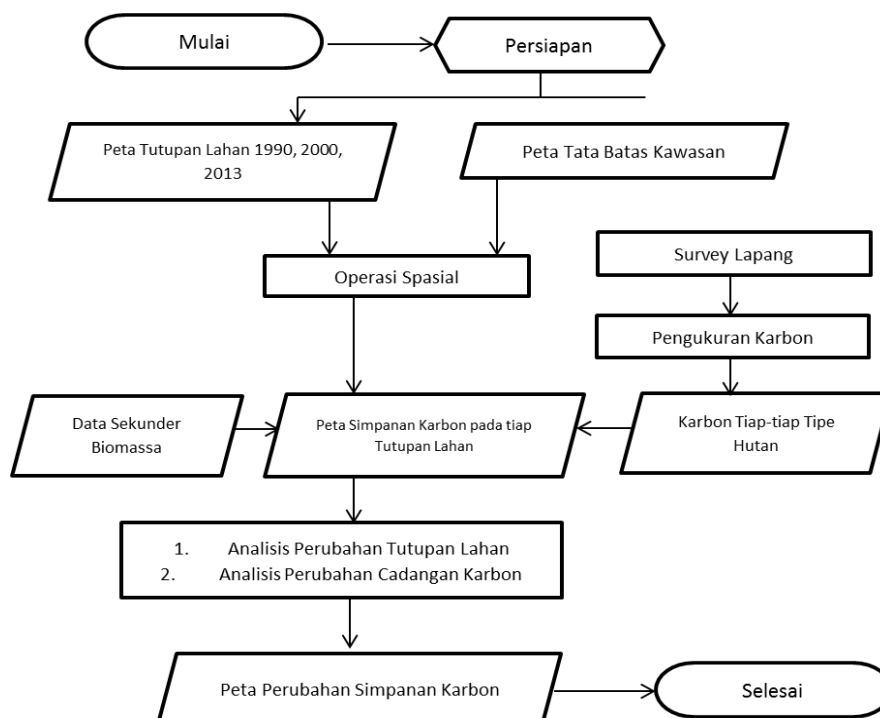 Mulai
Persiapan
Peta Tutupan Lahan 1990, 2000,
2013
Peta Tata Batas Kawasan
Operasi Spasial
Survey Lapang
Pengukuran Karbon
Data Sekunder
Biomassa
Peta Simpanan Karbon pada tiap
Tutupan Lahan
Karbon Tiap-tiap Tipe
Hutan
1. Analisis Perubahan Tutupan Lahan
2. Analisis Perubahan Cadangan Karbon
Peta Perubahan Simpanan Karbon
Selesai